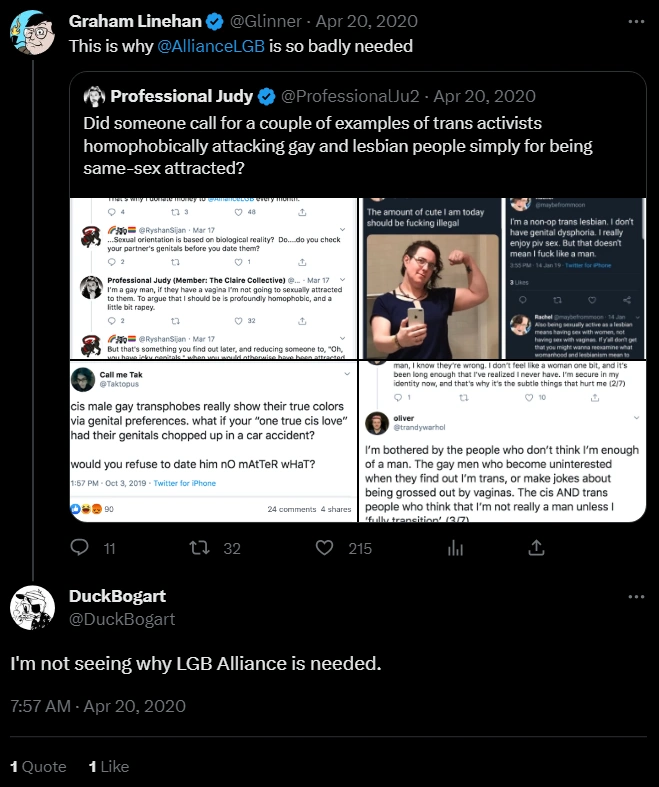 Graham Linehan @Glinner · Apr 20, 2020
This is why @AllianceLGB is so badly needed
Professional Judy @ProfessionalJu2 · Apr 20, 2020
Did someone call for a couple of examples of trans activists
homophobically attacking gay and lesbian people simply for being
same-sex attracted?
That's why I donate money to @AllianceLGB every month.
4 3 48
@RyshanSijan · Mar 17
...Sexual orientation is based on biological reality? Do....do you check
your partner's genitals before you date them?
2 1
Professional Judy (Member: The Claire Collective) @... · Mar 17
I'm a gay man, if they have a vagina I'm not going to sexually attracted
to them. To argue that I should is profoundly homophobic, and a
little bit rapey.
2 32
@RyshanSijan · Mar 17
But that's something you find out later, and reducing someone to, "Oh,
you have icky genitals" when you would otherwise have been attracted
The amount of cute I am today
should be fucking illegal
@maybefrommoon
I'm a non-op trans lesbian. I don't
have genital dysphoria. I really
enjoy piv sex. But that doesn't
mean I fuck like a man.
3:55 PM · 14 Jan 19 · Twitter for iPhone
3 Likes
Rachel @maybefrommoon · 14 Jan
Also being sexually active as a lesbian
means having sex with women, not
having sex with vaginas. If y'all don't get
that you might wanna reexamine what
womanhood and lesbianism mean to
Call me Tak
@Taktopus
cis male gay transphobes really show their true colors
via genital preferences. what if your "one true cis love"
had their genitals chopped up in a car accident?
would you refuse to date him nO mAtTeR wHaT?
1:57 PM · Oct 3, 2019 · Twitter for iPhone
90 24 comments 4 shares
man, I know they're wrong. I don't feel like a woman one bit, and it's
been long enough that I've realized I never have. I'm secure in my
identity now, and that's why it's the subtle things that hurt me (2/7)
1 10
oliver
@trandywarhol
I'm bothered by the people who don't think I'm enough
of a man. The gay men who become uninterested
when they find out I'm trans, or make jokes about
being grossed out by vaginas. The cis AND trans
people who think that I'm not really a man unless I
'fully transition' (3/7)
11 32 215
DuckBogart
@DuckBogart
I'm not seeing why LGB Alliance is needed.
7:57 AM · Apr 20, 2020
1 Quote 1 Like